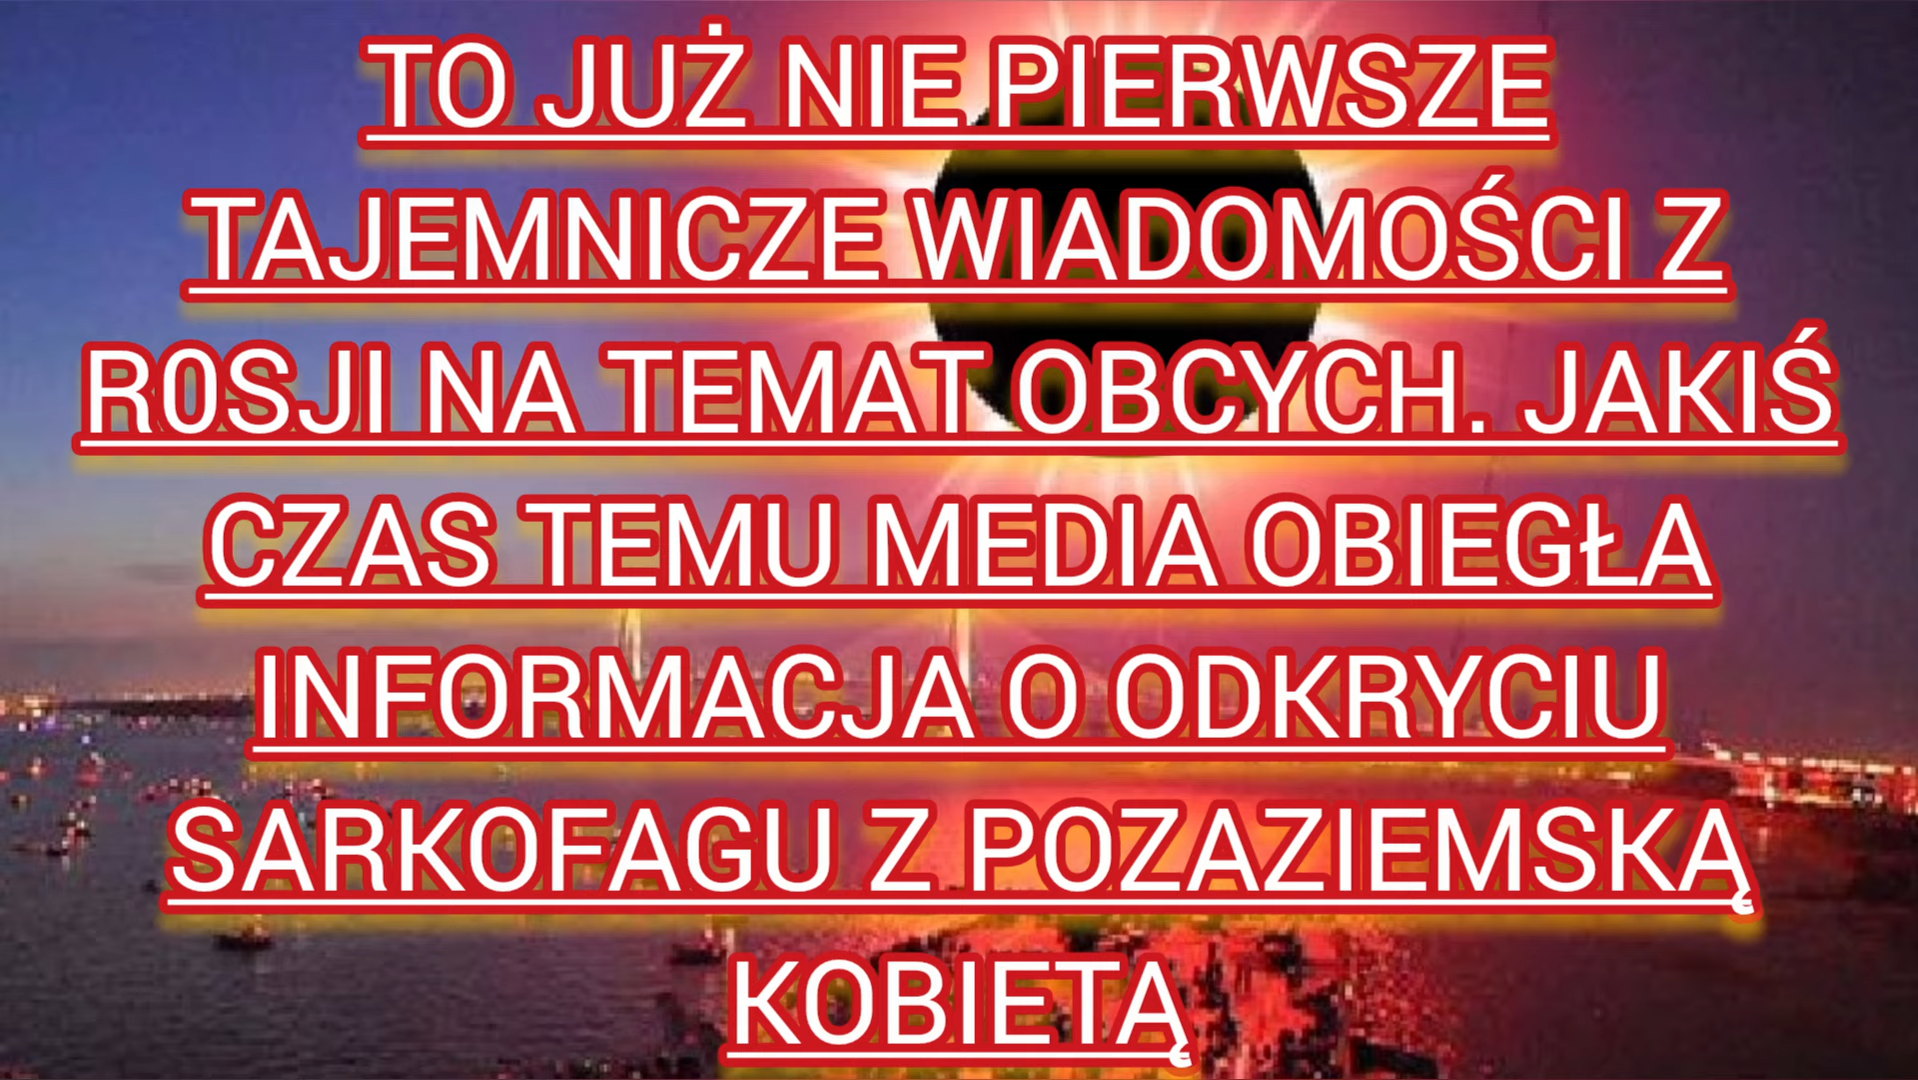 TO JUŻ NIE PIERWSZE
TAJEMNICZE WIADOMOŚCI Z
R0SJI NA TEMAT OBCYCH. JAKIŚ
CZAS TEMU MEDIA OBIEGŁA
INFORMACJA O ODKRYCIU
SARKOFAGU Z POZAZIEMSKĄ
KOBIETĄ